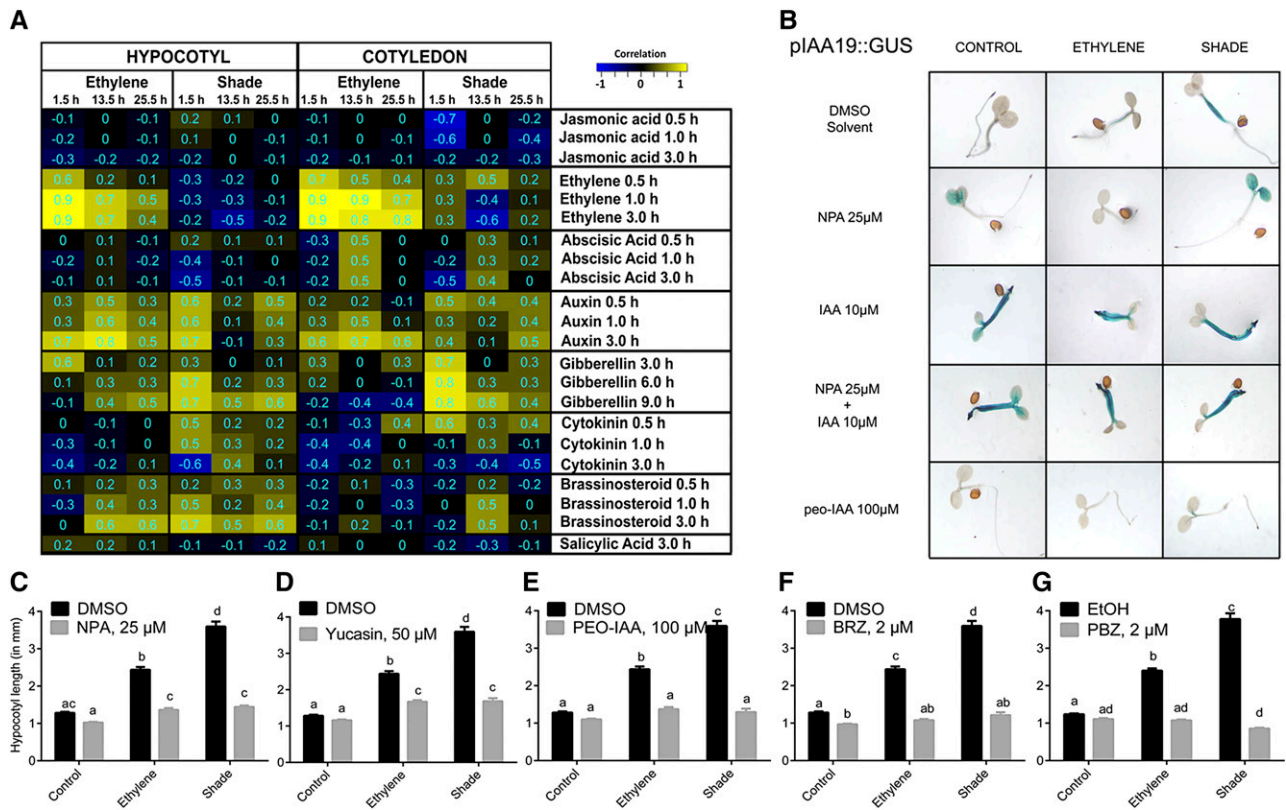 A
HYPOCOTYL COTYLEDON
Ethylene Shade Ethylene Shade
1.5 h 13.5 h 25.5 h 1.5 h 13.5 h 25.5 h 1.5 h 13.5 h 25.5 h 1.5 h 13.5 h 25.5 h
Correlation
-1 0 1
-0.1 0 -0.1 0.2 0.1 0 -0.1 0 0 -0.7 0 -0.2 Jasmonic acid 0.5 h
-0.2 0 -0.1 0.1 0 -0.1 -0.2 0 0 -0.6 0 -0.4 Jasmonic acid 1.0 h
-0.3 -0.2 -0.2 -0.2 0 -0.1 -0.2 -0.1 -0.1 -0.2 -0.2 -0.3 Jasmonic acid 3.0 h
0.6 0.2 0.1 -0.3 -0.2 0 0.7 0.5 0.4 0.3 0.5 0.2 Ethylene 0.5 h
0.9 0.7 0.5 -0.3 -0.3 -0.2 0.9 0.9 0.7 0.3 -0.4 0.1 Ethylene 1.0 h
0.9 0.7 0.4 -0.2 -0.5 -0.2 0.9 0.8 0.8 0.3 -0.6 0.2 Ethylene 3.0 h
0 0.1 -0.1 0.2 0.1 0.1 -0.3 0.5 0 -0.1 0.3 0.1 Abscisic Acid 0.5 h
-0.2 0.1 -0.2 -0.4 -0.1 0 -0.2 0.5 0 -0.2 0.3 0.2 Abscisic Acid 1.0 h
-0.1 0.1 -0.1 -0.5 -0.1 -0.1 -0.2 0.5 0 -0.5 0.4 0 Abscisic Acid 3.0 h
0.3 0.5 0.3 0.6 0.2 0.5 0.2 0.2 -0.1 0.5 0.4 0.4 Auxin 0.5 h
0.3 0.6 0.4 0.6 0.1 0.4 0.3 0.5 0.1 0.3 0.2 0.4 Auxin 1.0 h
0.7 0.8 0.5 0.7 -0.1 0.3 0.6 0.7 0.6 0.4 0.1 0.5 Auxin 3.0 h
0.6 0.1 0.2 0.3 0 0.1 0.3 0 0.3 0.7 0 0.3 Gibberellin 3.0 h
0.1 0.3 0.3 0.7 0.2 0.3 0.2 0 -0.1 0.8 0.3 0.3 Gibberellin 6.0 h
-0.1 0.4 0.5 0.7 0.5 0.6 -0.2 -0.4 -0.4 0.8 0.6 0.4 Gibberellin 9.0 h
0 -0.1 0 0.5 0.2 0.2 -0.2 -0.3 0.4 0.6 0.3 0.4 Cytokinin 0.5 h
-0.3 -0.1 0 0.5 0.3 0.2 -0.4 -0.4 0 -0.1 0.3 -0.1 Cytokinin 1.0 h
-0.4 -0.2 0.1 -0.6 0.4 0.1 -0.4 -0.2 0.1 -0.3 -0.4 -0.5 Cytokinin 3.0 h
0.1 0.2 0.3 0.2 0.3 0.3 -0.2 0.1 -0.3 -0.2 0.2 -0.2 Brassinosteroid 0.5 h
-0.3 0.4 0.3 0.5 0.2 0.4 -0.1 0 -0.3 -0.1 0.5 0 Brassinosteroid 1.0 h
0 0.6 0.6 0.7 0.5 0.6 -0.1 0.2 -0.1 -0.2 0.5 0.1 Brassinosteroid 3.0 h
0.2 0.2 0.1 -0.1 -0.1 -0.2 0.1 0 0 -0.2 -0.3 -0.1 Salicylic Acid 3.0 h
B
pIAA19::GUS CONTROL ETHYLENE SHADE
DMSO
Solvent
NPA 25µM
IAA 10µM
NPA 25µM
+
IAA 10µM
peo-IAA 100µM
C
DMSO
NPA, 25 µM
Hypocotyl length (in mm)
4
3
2
1
0
ac a b c d c
Control Ethylene Shade
D
DMSO
Yucasin, 50 µM
4
3
2
1
0
a a b c d c
Control Ethylene Shade
E
DMSO
PEO-IAA, 100 µM
4
3
2
1
0
a a b a c a
Control Ethylene Shade
F
DMSO
BRZ, 2 µM
4
3
2
1
0
a b c ab d ab
Control Ethylene Shade
G
EtOH
PBZ, 2 µM
4
3
2
1
0
a ad b ad c d
Control Ethylene Shade